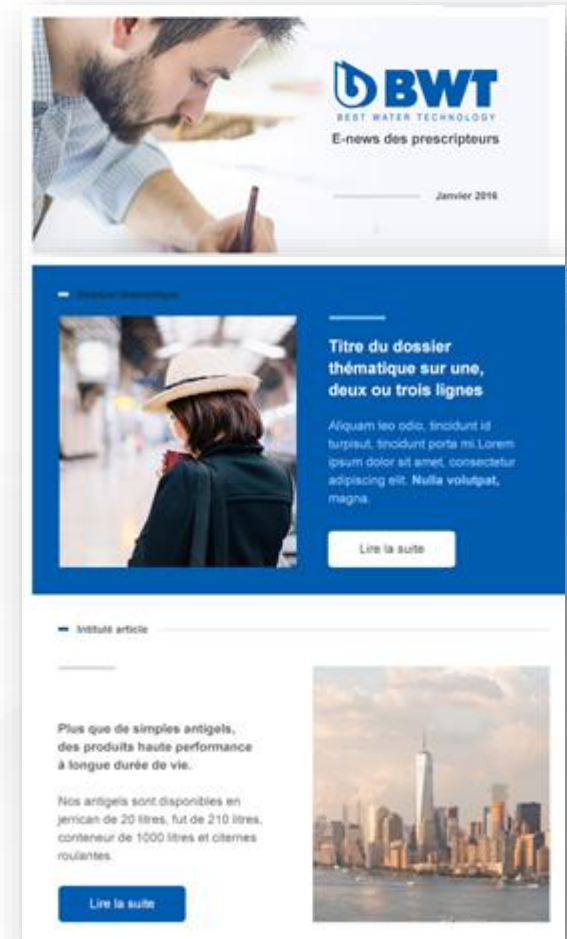 BWT
BEST WATER TECHNOLOGY
E-news des prescripteurs
Janvier 2016
Dossier thématique
Titre du dossier
thématique sur une,
deux ou trois lignes
Aliquam leo odio, tincidunt id
turpisut, tincidunt porta mi.Lorem
ipsum dolor sit amet, consectetur
adipiscing elit. Nulla volutpat,
magna.
Lire la suite
Intitulé article
Plus que de simples antigels,
des produits haute performance
à longue durée de vie.
Nos antigels sont disponibles en
jerrican de 20 litres, fut de 210 litres,
conteneur de 1000 litres et citernes
roulantes.
Lire la suite